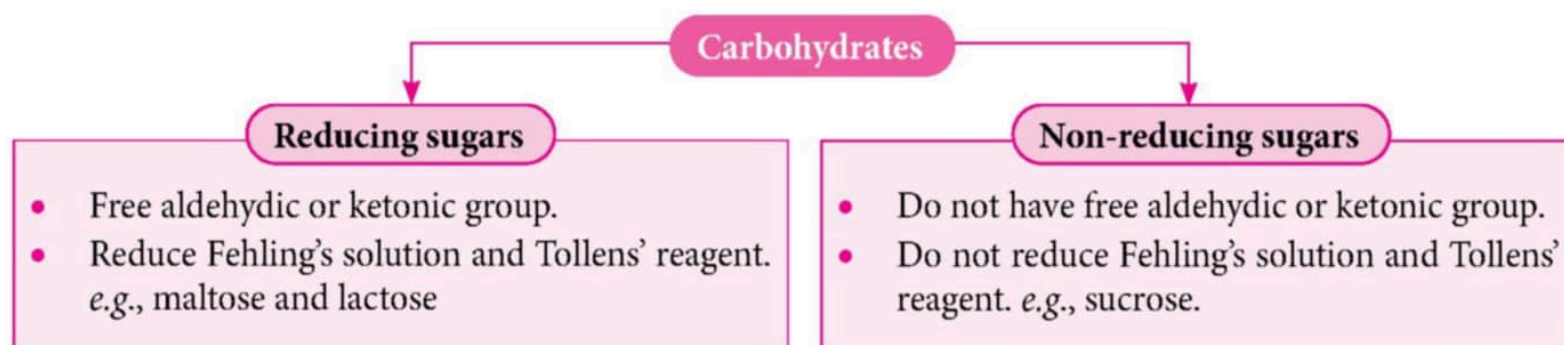 Carbohydrates
Reducing sugars
• Free aldehydic or ketonic group.
• Reduce Fehling's solution and Tollens' reagent.
e.g., maltose and lactose
Non-reducing sugars
• Do not have free aldehydic or ketonic group.
• Do not reduce Fehling's solution and Tollens'
reagent. e.g., sucrose.